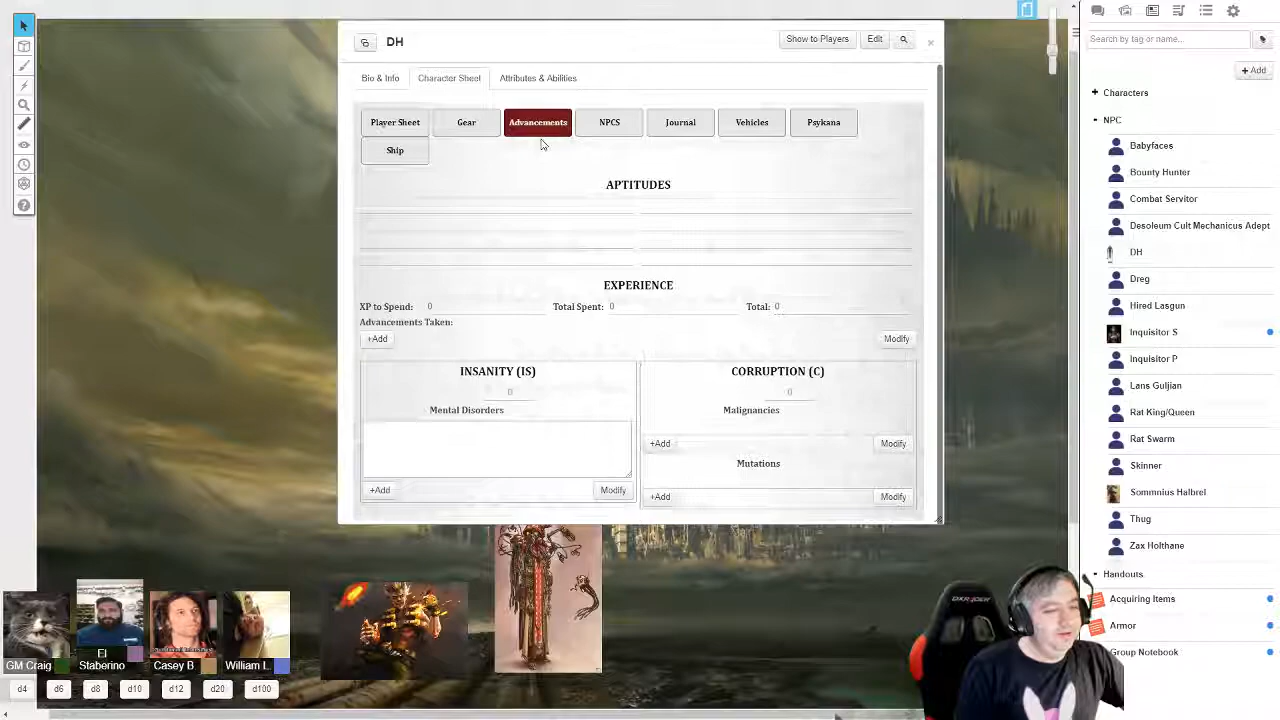 DH
Show to Players
Edit
Bio & Info
Character Sheet
Attributes & Abilities
Player Sheet
Gear
Advancements
NPCS
Journal
Vehicles
Psykana
Ship
APTITUDES
EXPERIENCE
XP to Spend: 0
Total Spent: 0
Total: 0
Advancements Taken:
+Add
Modify
INSANITY (IS)
0
Mental Disorders
+Add
Modify
CORRUPTION (C)
0
Malignancies
+Add
Modify
Mutations
+Add
Modify
Search by tag or name...
+ Add
Characters
NPC
Babyfaces
Bounty Hunter
Combat Servitor
Desoleum Cult Mechanicus Adept
DH
Dreg
Hired Lasgun
Inquisitor S
Inquisitor P
Lans Guljian
Rat King/Queen
Rat Swarm
Skinner
Sommnius Halbrel
Thug
Zax Holthane
Handouts
Acquiring Items
Armor
Group Notebook
GM Craig
El
Staberino
Casey B
William L.
d4
d6
d8
d10
d12
d20
d100
DXRACER